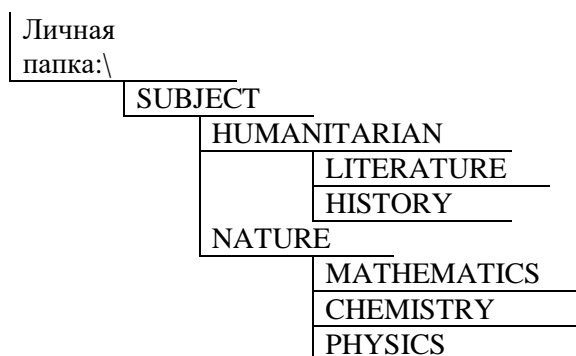 Личная
папка:\
SUBJECT
HUMANITARIAN
LITERATURE
HISTORY
NATURE
MATHEMATICS
CHEMISTRY
PHYSICS